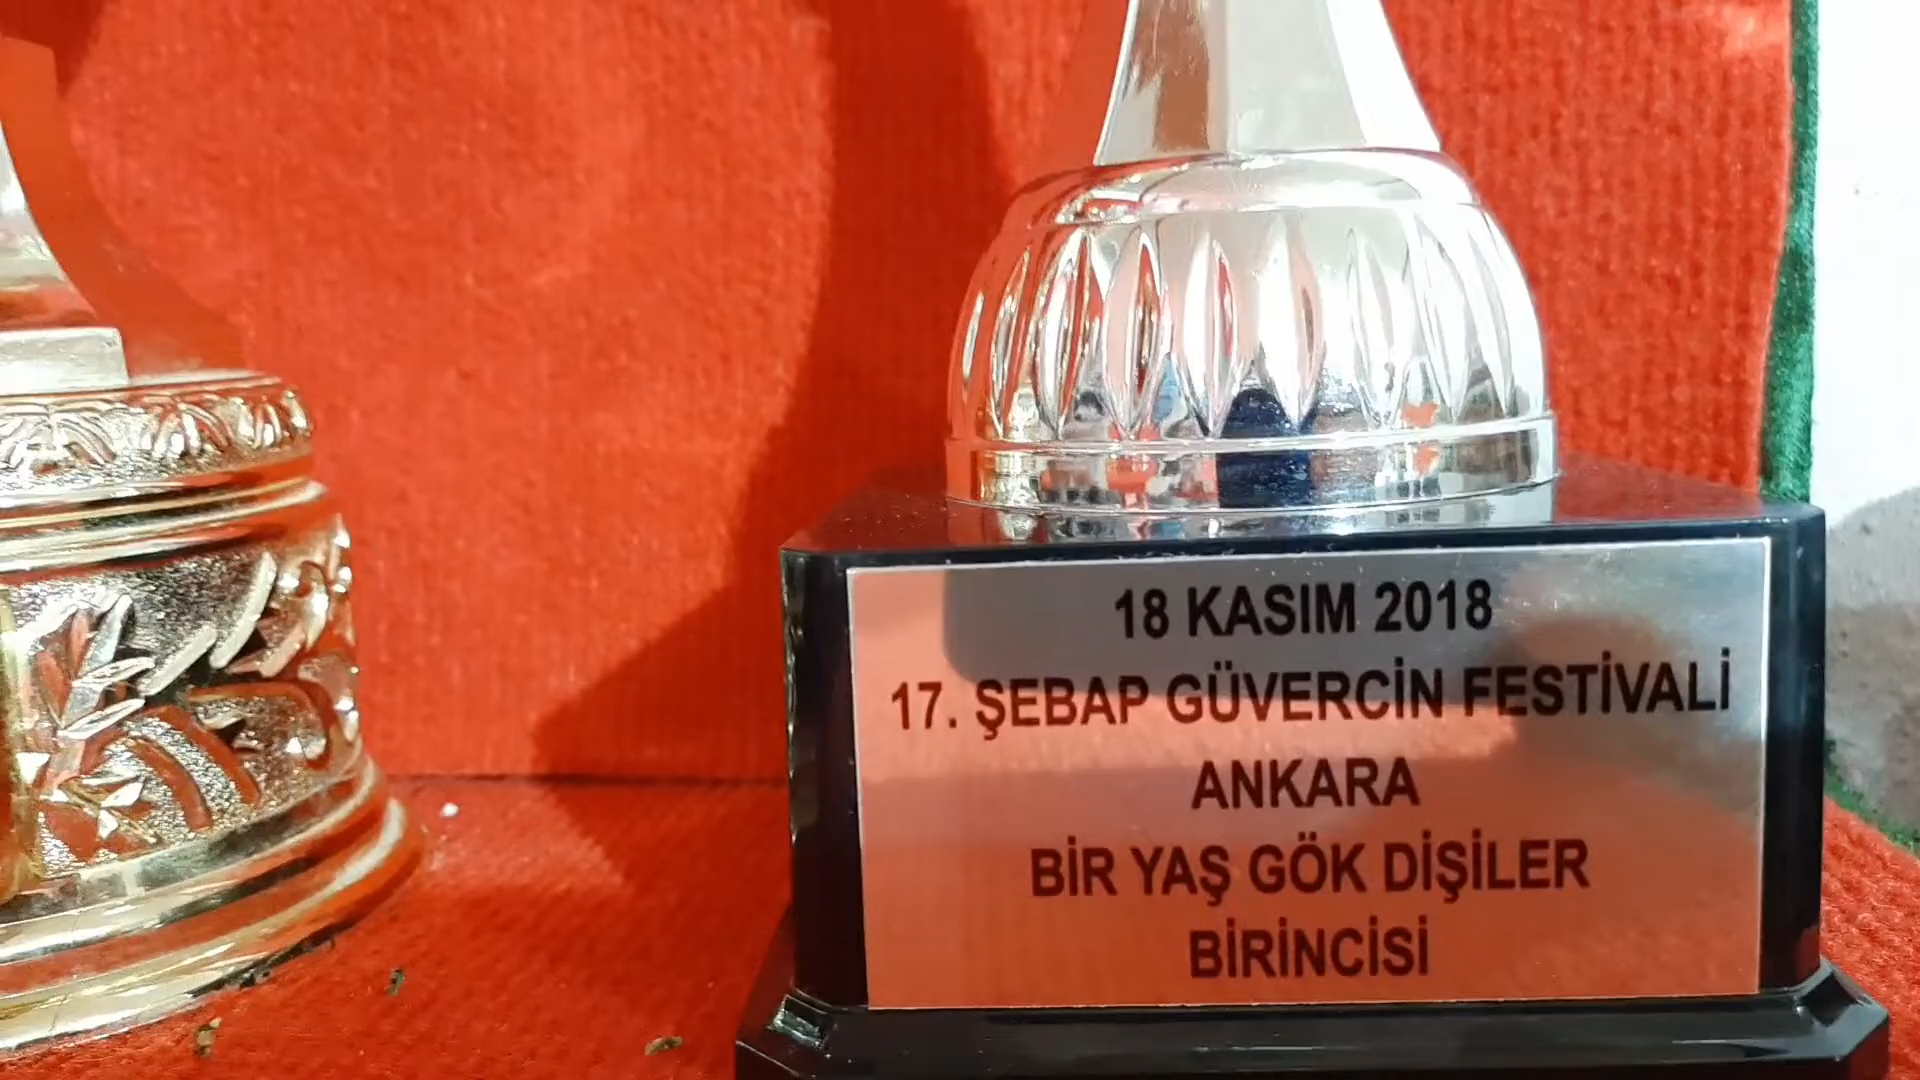 18 KASIM 2018
17. ŞEBAP GÜVERCİN FESTİVALİ
ANKARA
BİR YAŞ GÖK DİŞİLER
BİRİNCİSİ